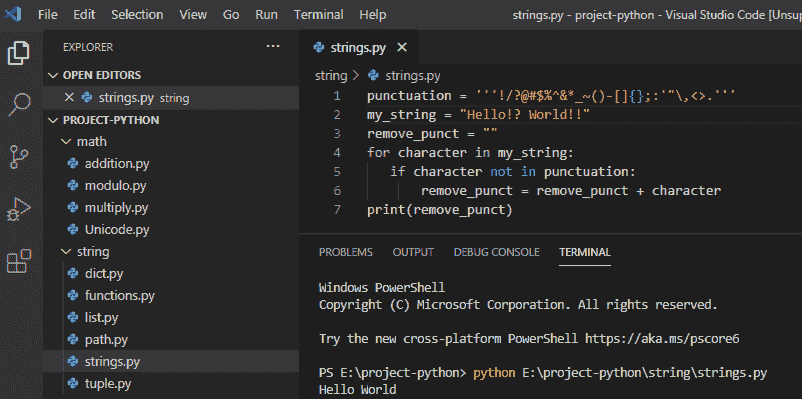 File Edit Selection View Go Run Terminal Help strings.py - project-python - Visual Studio Code [Unsup
EXPLORER ...
OPEN EDITORS
strings.py string
PROJECT-PYTHON
math
addition.py
modulo.py
multiply.py
Unicode.py
string
dict.py
functions.py
list.py
path.py
strings.py
tuple.py
strings.py
string > strings.py
1 punctuation = '''!/?@#$%^&*_~()-[]{};:'"\,<>.'''
2 my_string = "Hello!? World!!"
3 remove_punct = ""
4 for character in my_string:
5 if character not in punctuation:
6 remove_punct = remove_punct + character
7 print(remove_punct)
PROBLEMS OUTPUT DEBUG CONSOLE TERMINAL
Windows PowerShell
Copyright (C) Microsoft Corporation. All rights reserved.
Try the new cross-platform PowerShell https://aka.ms/pscore6
PS E:\project-python> python E:\project-python\string\strings.py
Hello World